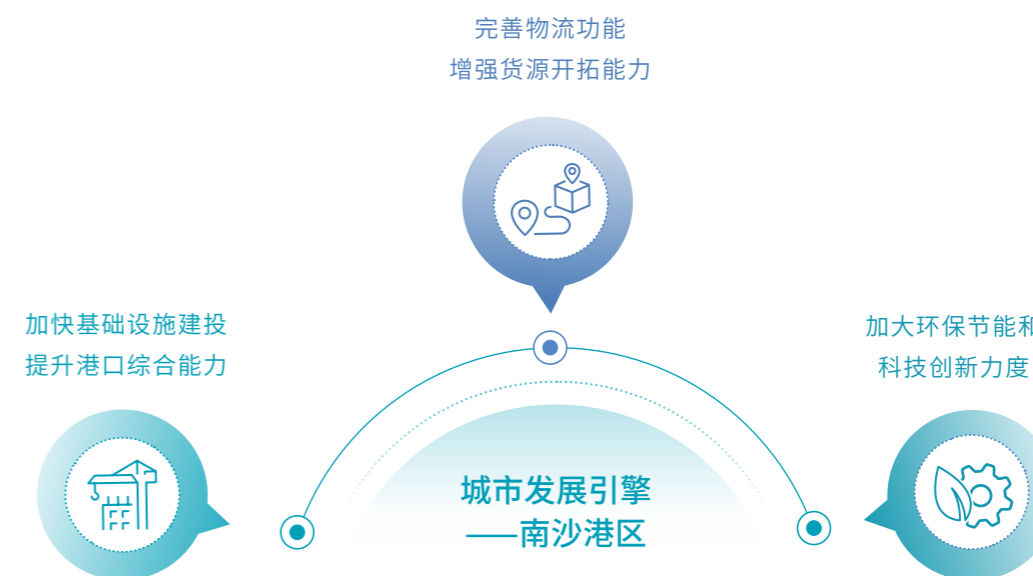 完善物流功能
增强货源开拓能力
加快基础设施建投
提升港口综合能力
加大环保节能和
科技创新力度
城市发展引擎
——南沙港区